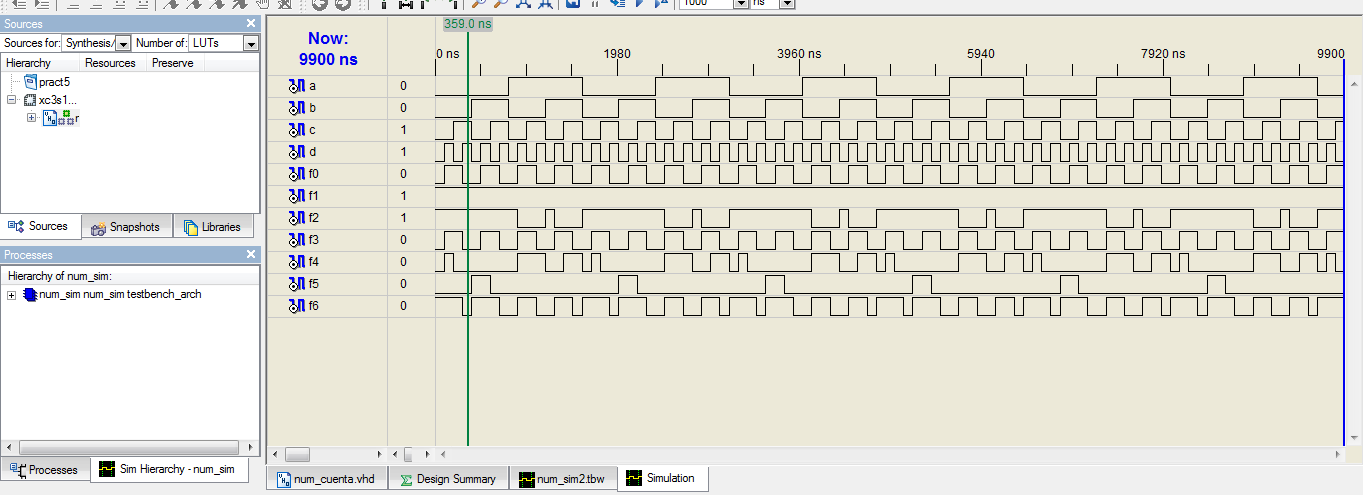 1000 ns
Sources
Sources for: Synthesis/ Number of: LUTs
Hierarchy Resources Preserve
pract5
xc3s1...
r
Sources Snapshots Libraries
Processes
Hierarchy of num_sim:
num_sim num_sim testbench_arch
Processes Sim Hierarchy - num_sim
359.0 ns
Now:
9900 ns
0 ns 1980 3960 ns 5940 7920 ns 9900
a 0
b 0
c 1
d 1
f0 0
f1 1
f2 1
f3 0
f4 0
f5 0
f6 0
num_cuenta.vhd Design Summary num_sim2.tbw Simulation